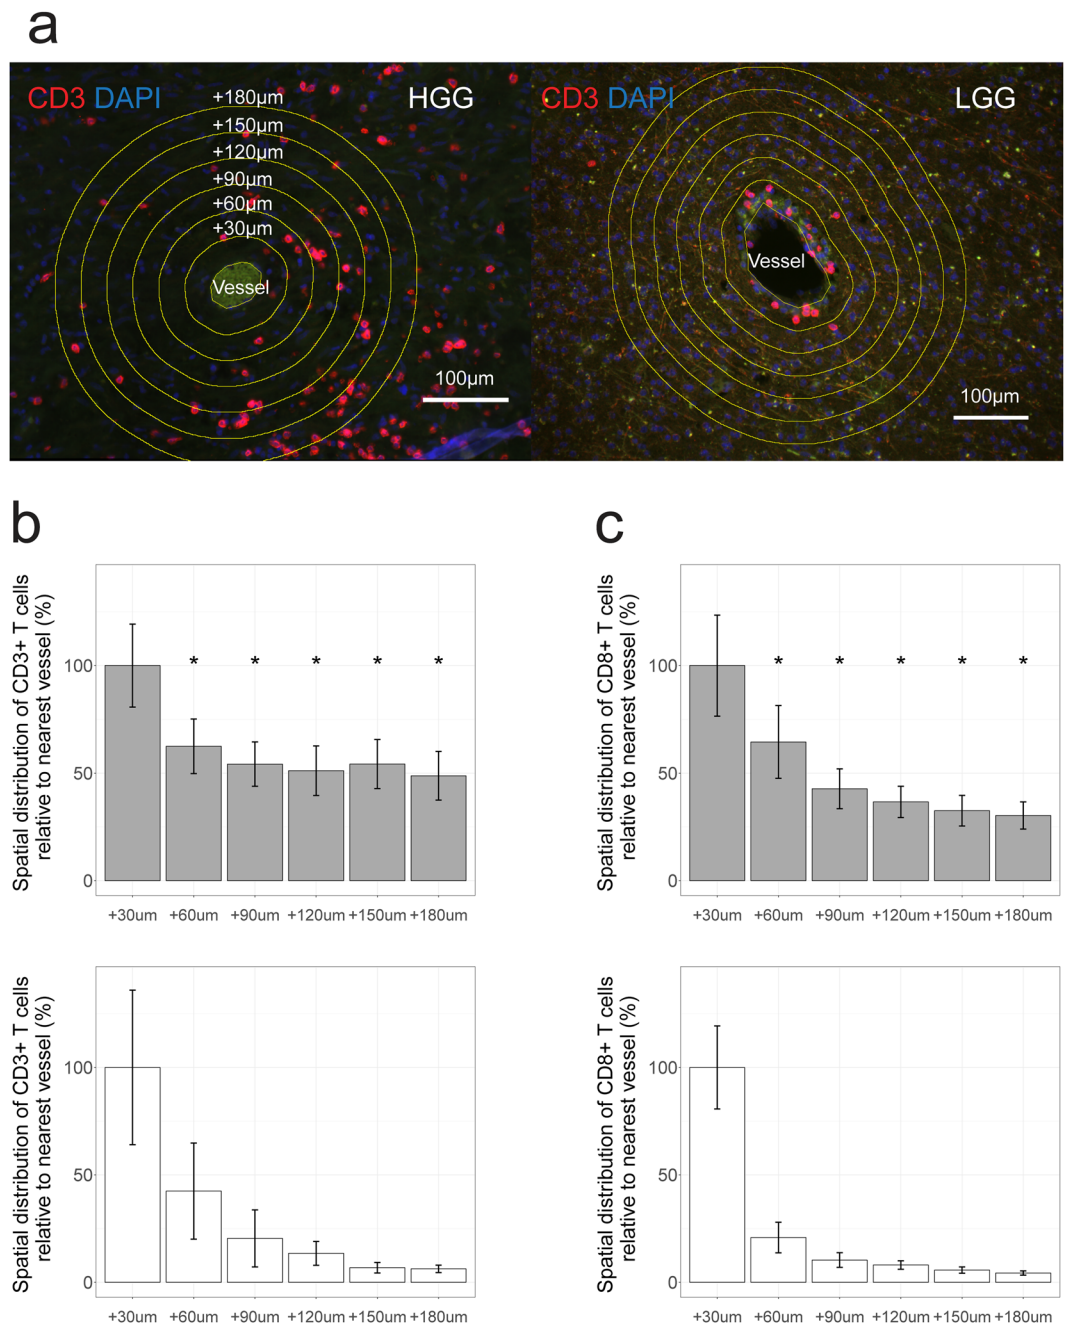 a
CD3 DAPI
HGG
+180µm
+150µm
+120µm
+90µm
+60µm
+30µm
Vessel
100µm
CD3 DAPI
LGG
Vessel
100µm
b
Spatial distribution of CD3+ T cells
relative to nearest vessel (%)
100
50
0
* * * * *
+30um +60um +90um +120um +150um +180um
Spatial distribution of CD3+ T cells
relative to nearest vessel (%)
100
50
0
+30um +60um +90um +120um +150um +180um
c
Spatial distribution of CD8+ T cells
relative to nearest vessel (%)
100
50
0
* * * * *
+30um +60um +90um +120um +150um +180um
Spatial distribution of CD8+ T cells
relative to nearest vessel (%)
100
50
0
+30um +60um +90um +120um +150um +180um